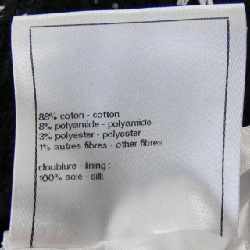 88% coton - cotton
8% polyamide - polyamide
3% polyester - polyester
1% autres fibres - other fibres
doublure - lining :
100% soie - silk